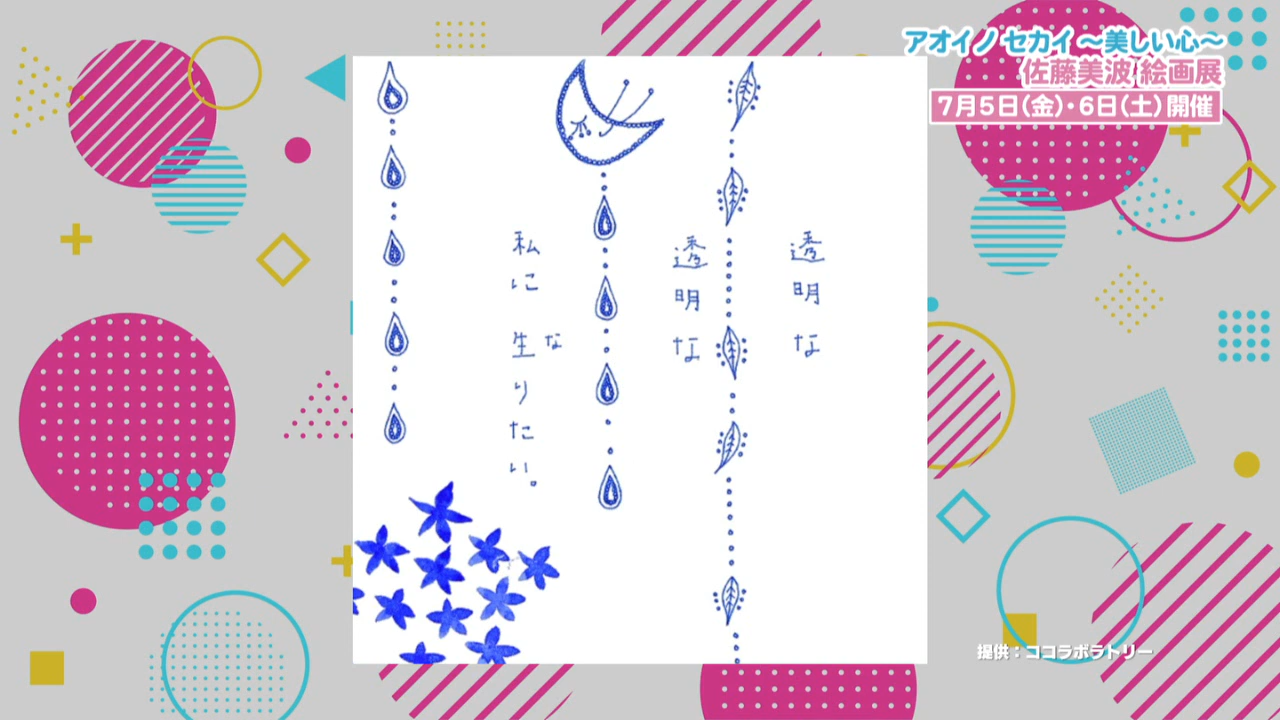 アオイノ セカイ ～美しい心～
佐藤美波 絵画展
7月5日(金)・6日(土)開催
透明な
透明な
な
私に生りたい。
提供：ココラボラトリー